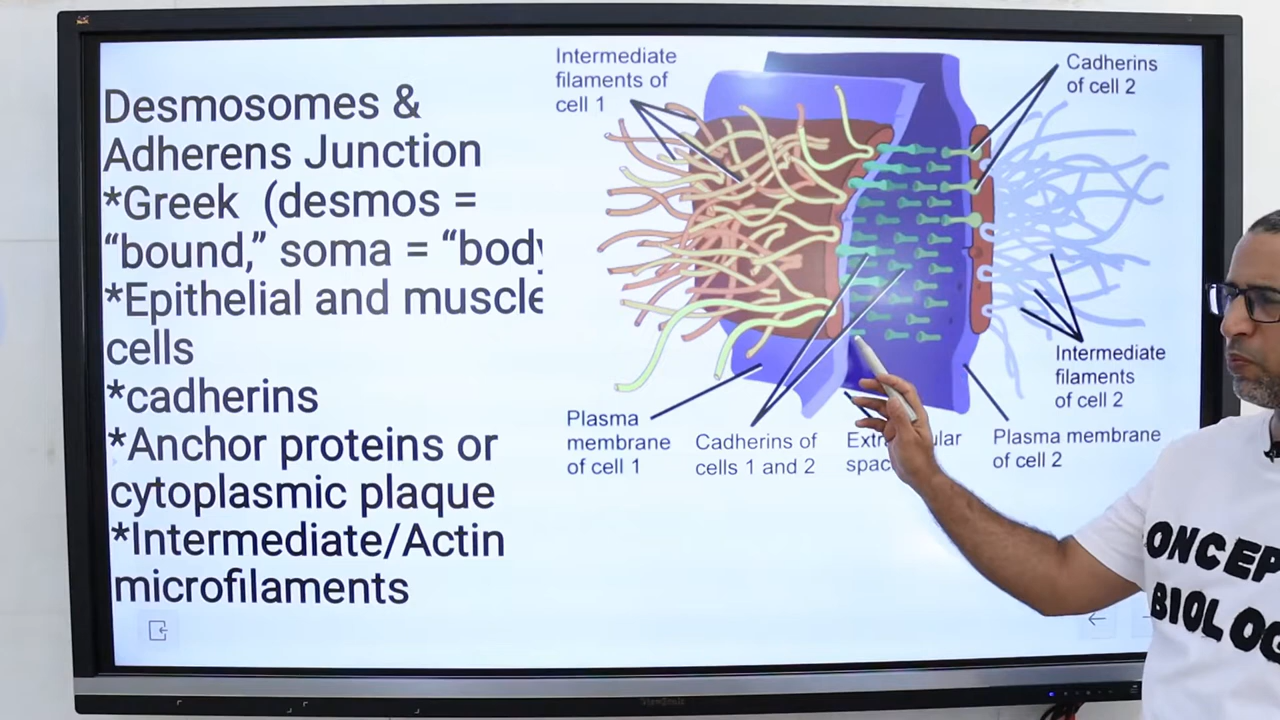 Desmosomes &
Adherens Junction
*Greek (desmos =
“bound,” soma = “body
*Epithelial and muscle
cells
*cadherins
*Anchor proteins or
cytoplasmic plaque
*Intermediate/Actin
microfilaments
Intermediate
filaments of
cell 1
Cadherins
of cell 2
Intermediate
filaments
of cell 2
Plasma
membrane
of cell 1
Cadherins of
cells 1 and 2
Plasma membrane
of cell 2